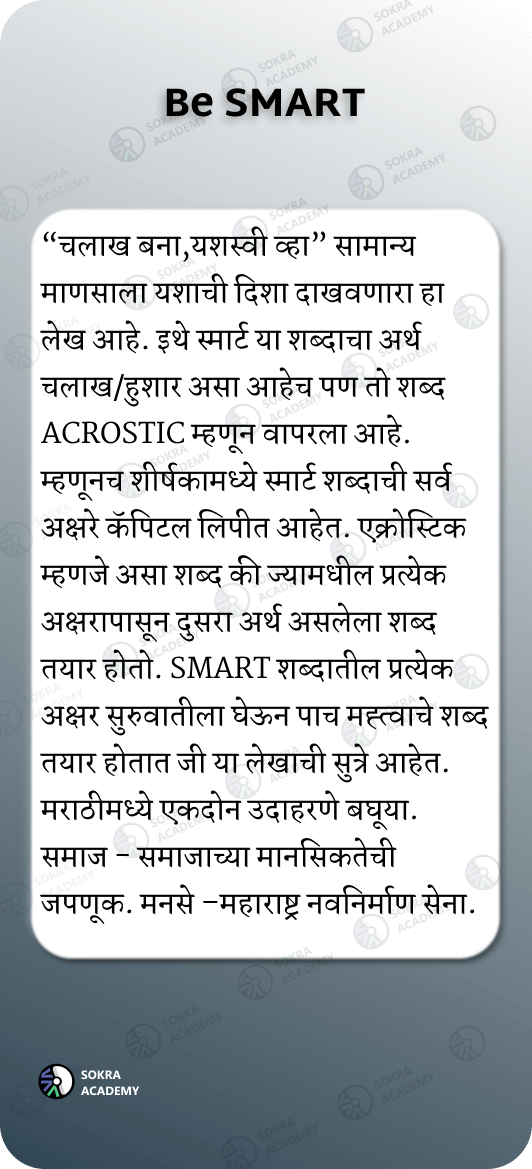 Be SMART
“चलाख बना,यशस्वी व्हा” सामान्य
माणसाला यशाची दिशा दाखवणारा हा
लेख आहे. इथे स्मार्ट या शब्दाचा अर्थ
चलाख/हुशार असा आहेच पण तो शब्द
ACROSTIC म्हणून वापरला आहे.
म्हणूनच शीर्षकामध्ये स्मार्ट शब्दाची सर्व
अक्षरे कॅपिटल लिपीत आहेत. एक्रोस्टिक
म्हणजे असा शब्द की ज्यामधील प्रत्येक
अक्षरापासून दुसरा अर्थ असलेला शब्द
तयार होतो. SMART शब्दातील प्रत्येक
अक्षर सुरुवातीला घेऊन पाच मह्त्वाचे शब्द
तयार होतात जी या लेखाची सुत्रे आहेत.
मराठीमध्ये एकदोन उदाहरणे बघूया.
समाज – समाजाच्या मानसिकतेची
जपणूक. मनसे –महाराष्ट्र नवनिर्माण सेना.
SOKRA
ACADEMY